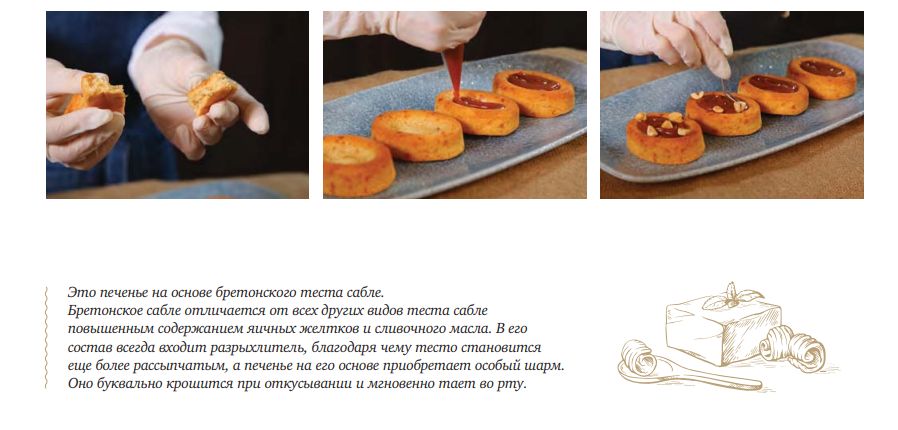 Это печенье на основе бретонского теста сабле.
Бретонское сабле отличается от всех других видов теста сабле
повышенным содержанием яичных желтков и сливочного масла. В его
состав всегда входит разрыхлитель, благодаря чему тесто становится
еще более рассыпчатым, а печенье на его основе приобретает особый шарм.
Оно буквально крошится при откусывании и мгновенно тает во рту.